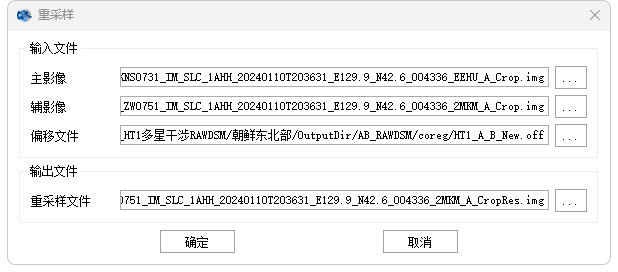 重采样
输入文件
主影像 KNS0731_IM_SLC_1AHH_20240110T203631_E129.9_N42.6_004336_EEHU_A_Crop.img ...
辅影像 _ZW0751_IM_SLC_1AHH_20240110T203631_E129.9_N42.6_004336_2MKM_A_Crop.img ...
偏移文件 _HT1多星干涉RAWDSM/朝鲜东北部/OutputDir/AB_RAWDSM/coreg/HT1_A_B_New.off ...
输出文件
重采样文件 0751_IM_SLC_1AHH_20240110T203631_E129.9_N42.6_004336_2MKM_A_CropRes.img ...
确定 取消